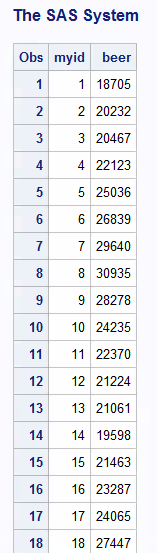 The SAS System
Obs myid beer
1 1 18705
2 2 20232
3 3 20467
4 4 22123
5 5 25036
6 6 26839
7 7 29640
8 8 30935
9 9 28278
10 10 24235
11 11 22370
12 12 21224
13 13 21061
14 14 19598
15 15 21463
16 16 23287
17 17 24065
18 18 27447